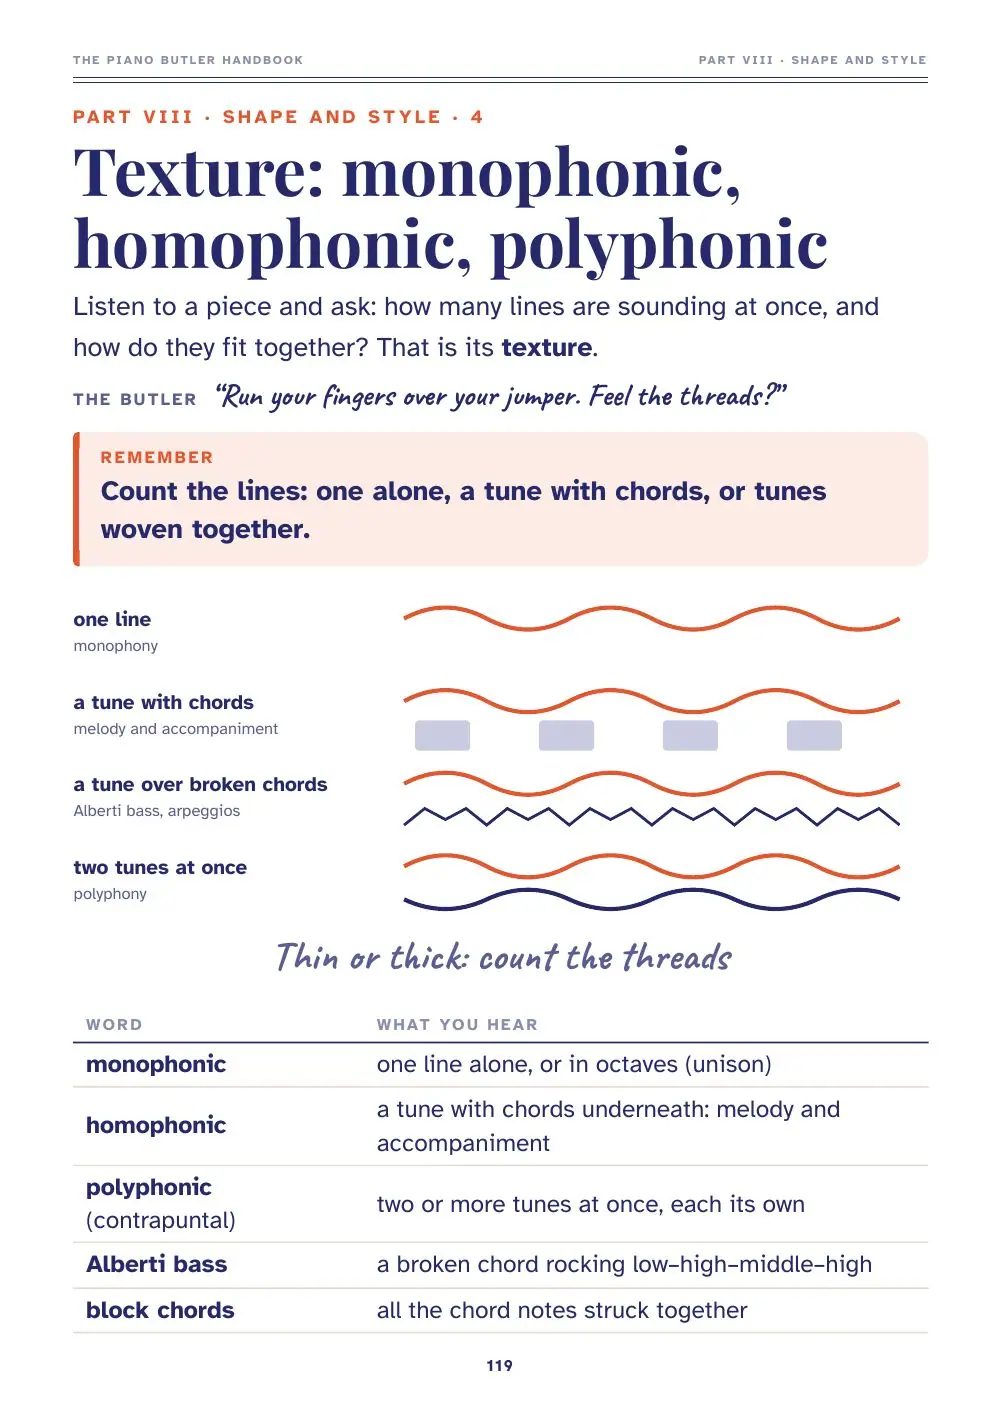 THE PIANO BUTLER HANDBOOK
PART VIII · SHAPE AND STYLE
PART VIII · SHAPE AND STYLE · 4
Texture: monophonic,
homophonic, polyphonic
Listen to a piece and ask: how many lines are sounding at once, and
how do they fit together? That is its texture.
THE BUTLER “Run your fingers over your jumper. Feel the threads?”
REMEMBER
Count the lines: one alone, a tune with chords, or tunes
woven together.
one line
monophony
a tune with chords
melody and accompaniment
a tune over broken chords
Alberti bass, arpeggios
two tunes at once
polyphony
Thin or thick: count the threads
WORD WHAT YOU HEAR
monophonic one line alone, or in octaves (unison)
homophonic a tune with chords underneath: melody and
accompaniment
polyphonic
(contrapuntal) two or more tunes at once, each its own
Alberti bass a broken chord rocking low–high–middle–high
block chords all the chord notes struck together
119